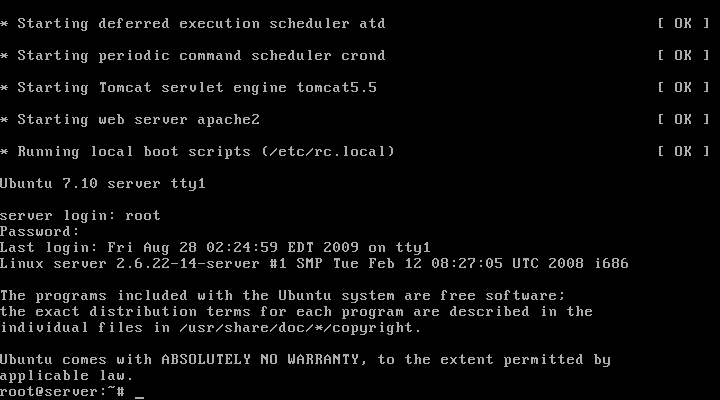 * Starting deferred execution scheduler atd [ OK ]
* Starting periodic command scheduler crond [ OK ]
* Starting Tomcat servlet engine tomcat5.5 [ OK ]
* Starting web server apache2 [ OK ]
* Running local boot scripts (/etc/rc.local) [ OK ]
Ubuntu 7.10 server tty1
server login: root
Password:
Last login: Fri Aug 28 02:24:59 EDT 2009 on tty1
Linux server 2.6.22-14-server #1 SMP Tue Feb 12 08:27:05 UTC 2008 i686
The programs included with the Ubuntu system are free software;
the exact distribution terms for each program are described in the
individual files in /usr/share/doc/*/copyright.
Ubuntu comes with ABSOLUTELY NO WARRANTY, to the extent permitted by
applicable law.
root@server:~# _